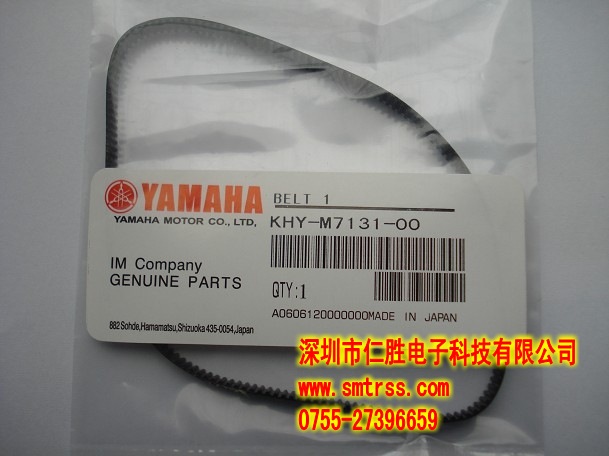 YAMAHA
YAMAHA MOTOR CO., LTD,
IM Company
GENUINE PARTS
882 Sohde,Hamamatsu,Shizuoka 435-0054,Japan
BELT 1
KHY-M7131-00
QTY:1
A0606120000000MADE IN JAPAN
深圳市仁胜电子科技有限公司
www.smtrss.com
0755-27396659